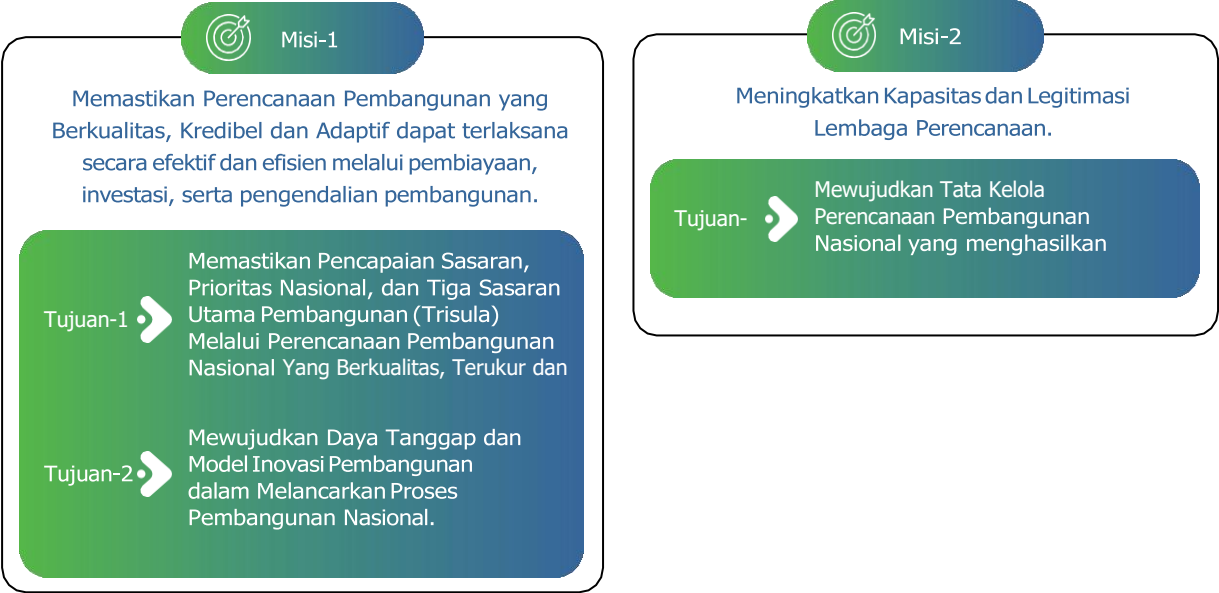 Misi-1
Memastikan Perencanaan Pembangunan yang
Berkualitas, Kredibel dan Adaptif dapat terlaksana
secara efektif dan efisien melalui pembiayaan,
investasi, serta pengendalian pembangunan.
Tujuan-1
Memastikan Pencapaian Sasaran,
Prioritas Nasional, dan Tiga Sasaran
Utama Pembangunan (Trisula)
Melalui Perencanaan Pembangunan
Nasional Yang Berkualitas, Terukur dan
Tujuan-2
Mewujudkan Daya Tanggap dan
Model Inovasi Pembangunan
dalam Melancarkan Proses
Pembangunan Nasional.
Misi-2
Meningkatkan Kapasitas dan Legitimasi
Lembaga Perencanaan.
Tujuan-
Mewujudkan Tata Kelola
Perencanaan Pembangunan
Nasional yang menghasilkan